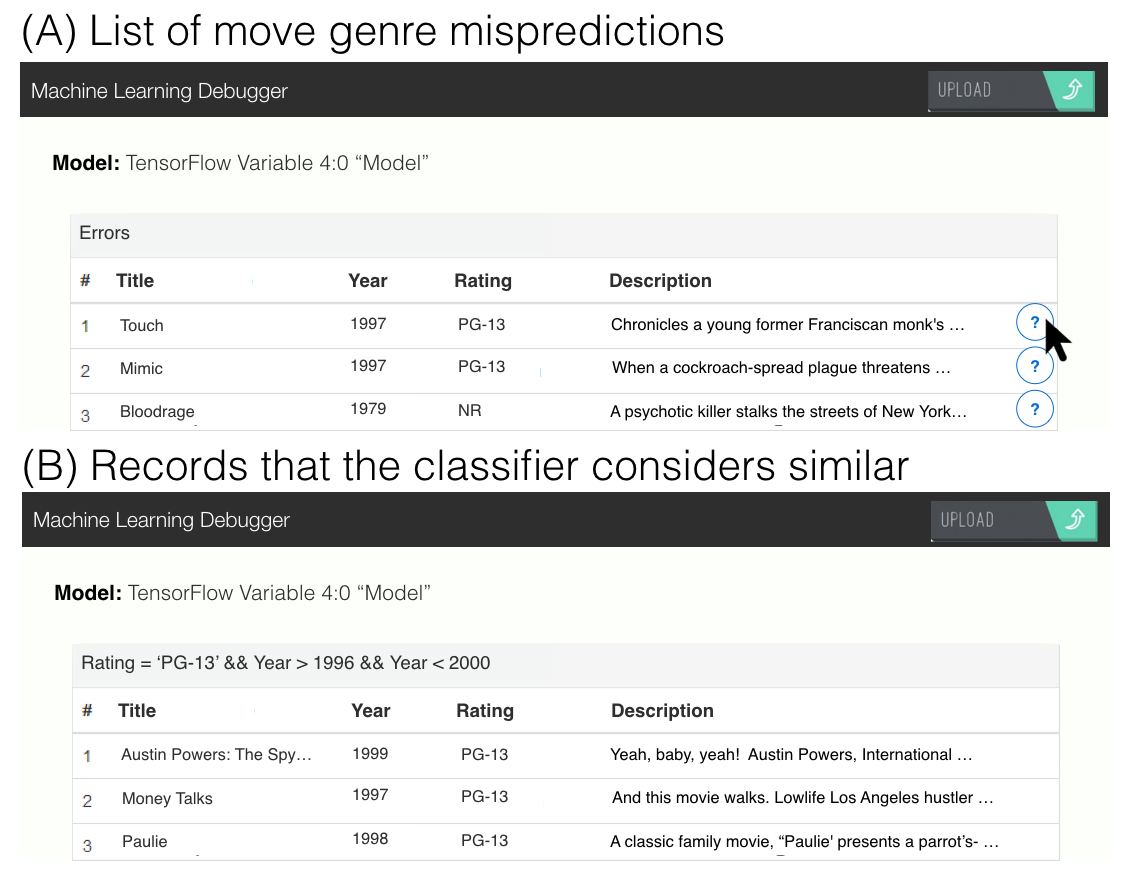 (A) List of move genre mispredictions
Machine Learning Debugger UPLOAD
Model: TensorFlow Variable 4:0 “Model”
Errors
# Title Year Rating Description
1 Touch 1997 PG-13 Chronicles a young former Franciscan monk's … ?
2 Mimic 1997 PG-13 When a cockroach-spread plague threatens … ?
3 Bloodrage 1979 NR A psychotic killer stalks the streets of New York… ?
(B) Records that the classifier considers similar
Machine Learning Debugger UPLOAD
Model: TensorFlow Variable 4:0 “Model”
Rating = ‘PG-13’ && Year > 1996 && Year < 2000
# Title Year Rating Description
1 Austin Powers: The Spy… 1999 PG-13 Yeah, baby, yeah! Austin Powers, International …
2 Money Talks 1997 PG-13 And this movie walks. Lowlife Los Angeles hustler …
3 Paulie 1998 PG-13 A classic family movie, “Paulie' presents a parrot’s- …